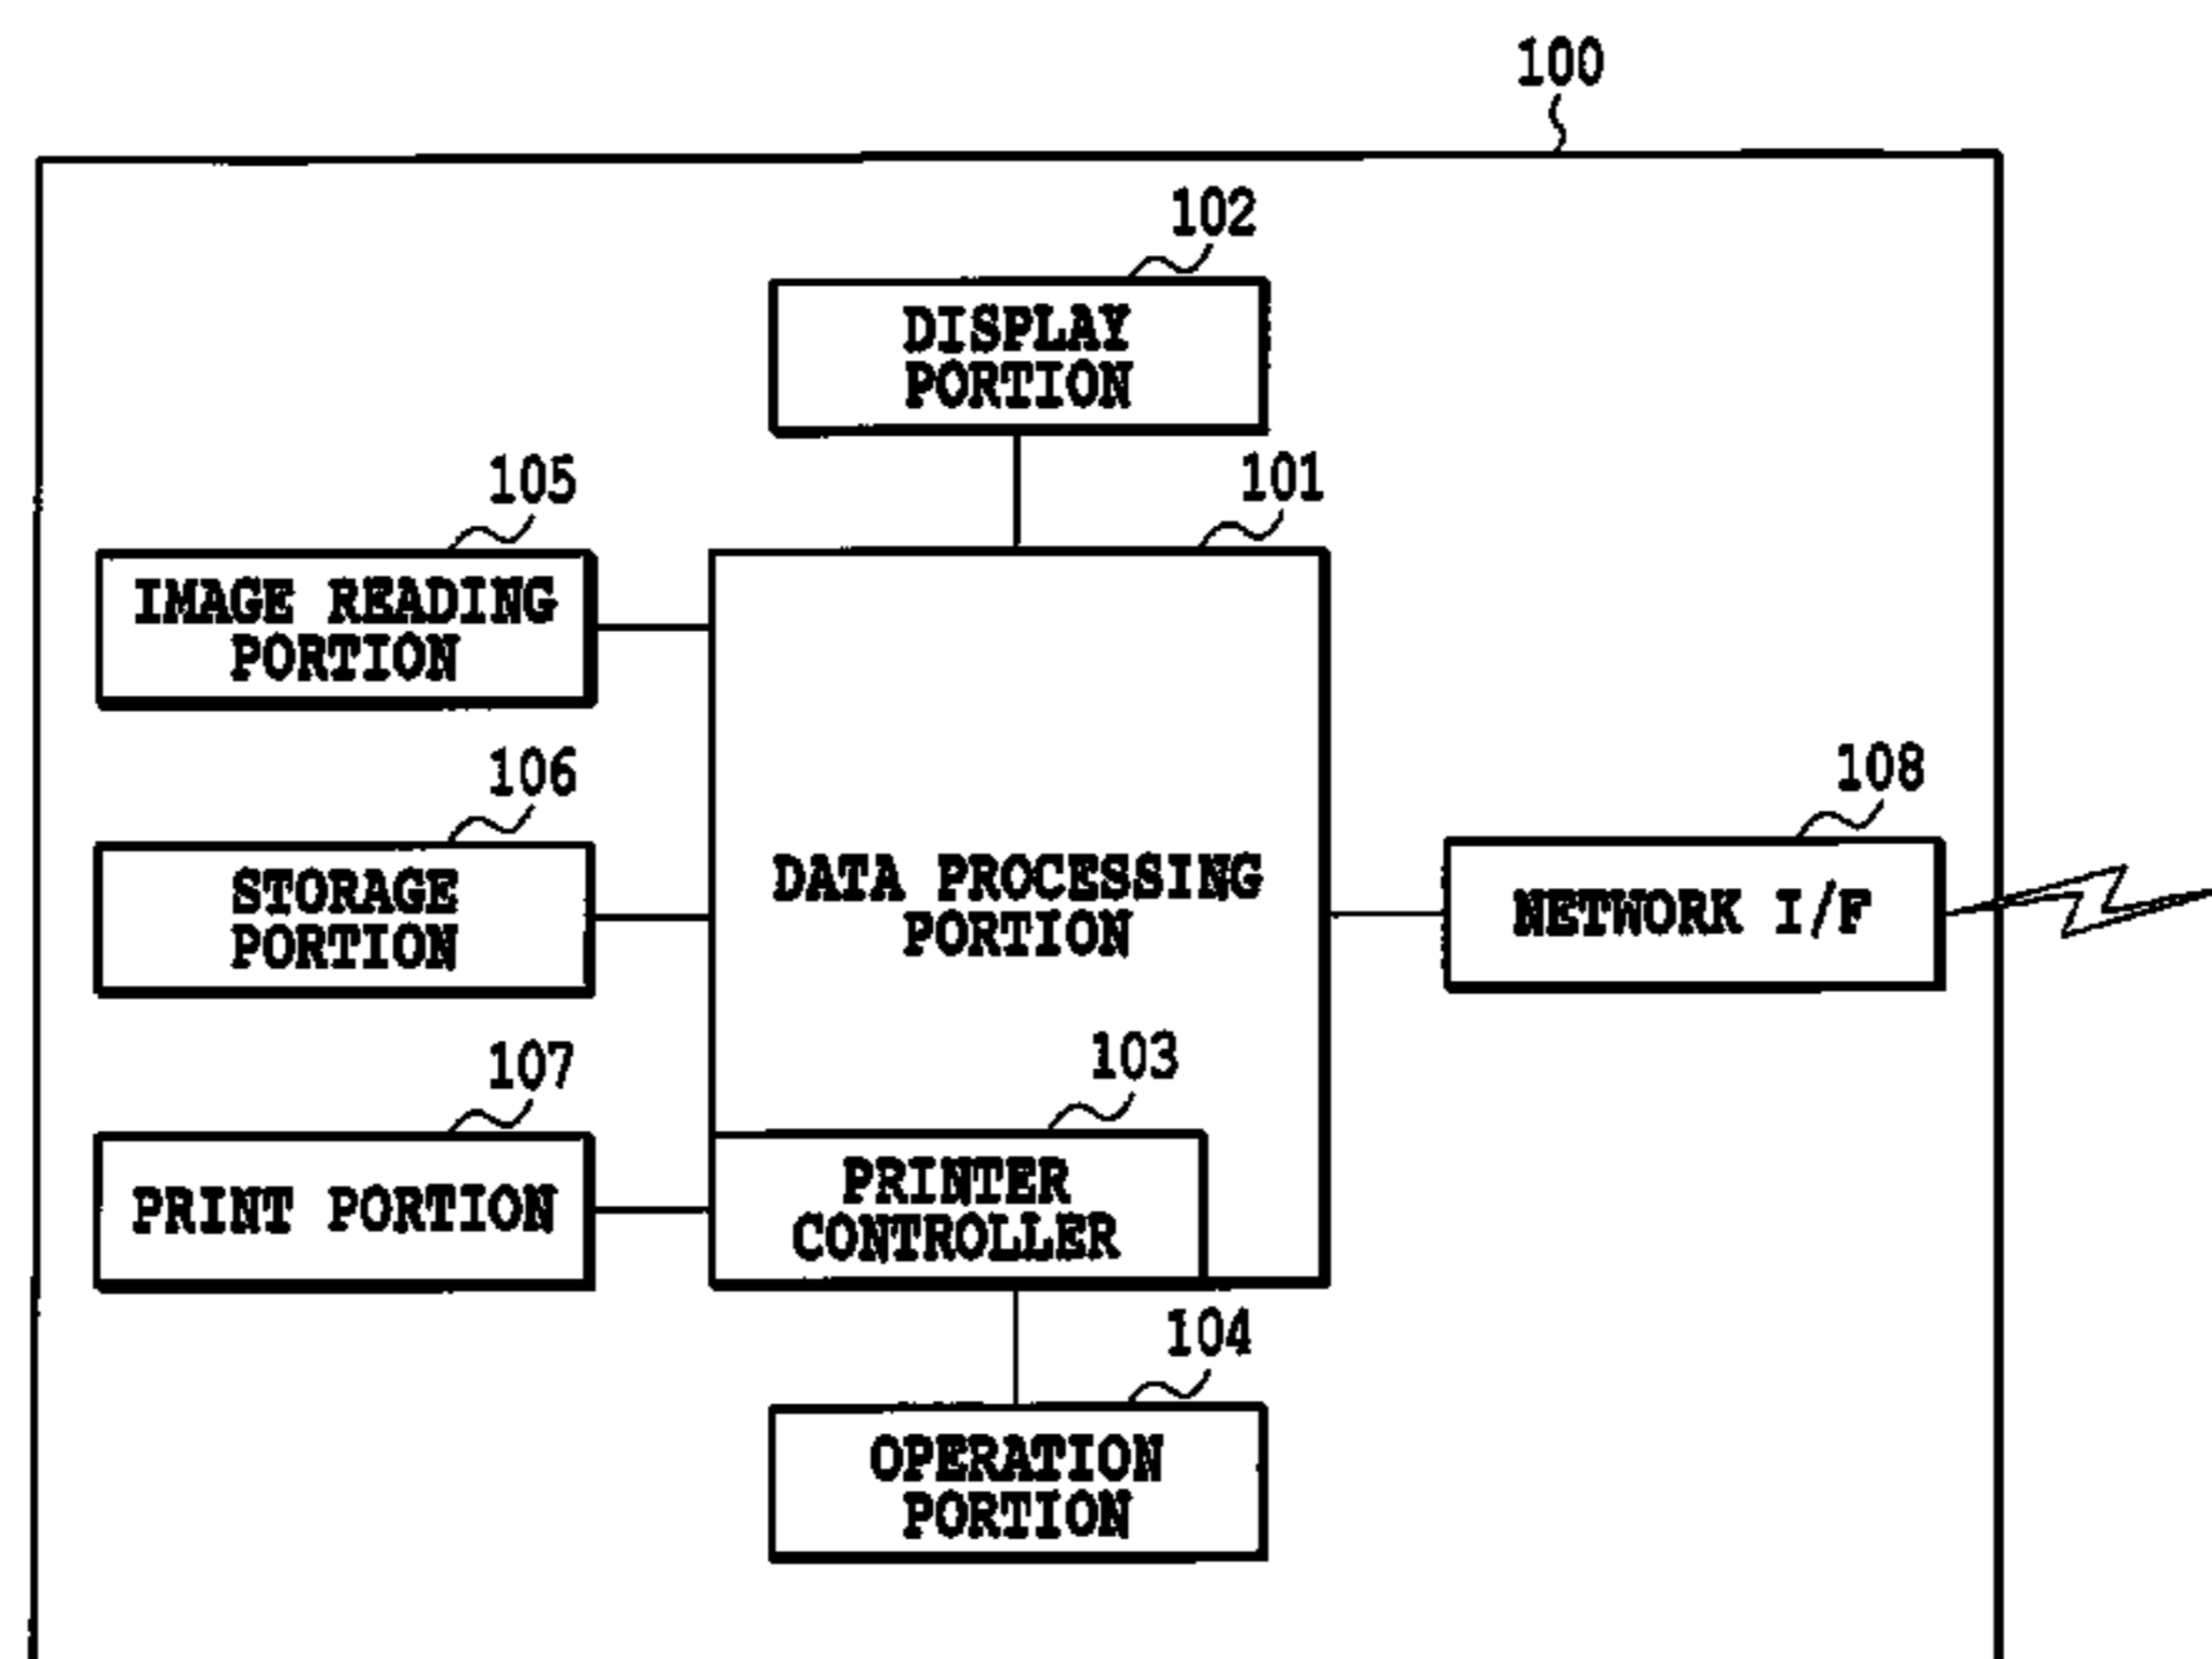 100
102
DISPLAY
PORTION
105
101
IMAGE READING
PORTION
106
108
STORAGE
PORTION
DATA PROCESSING
PORTION
NETWORK I/F
107
103
PRINT PORTION
PRINTER
CONTROLLER
104
OPERATION
PORTION